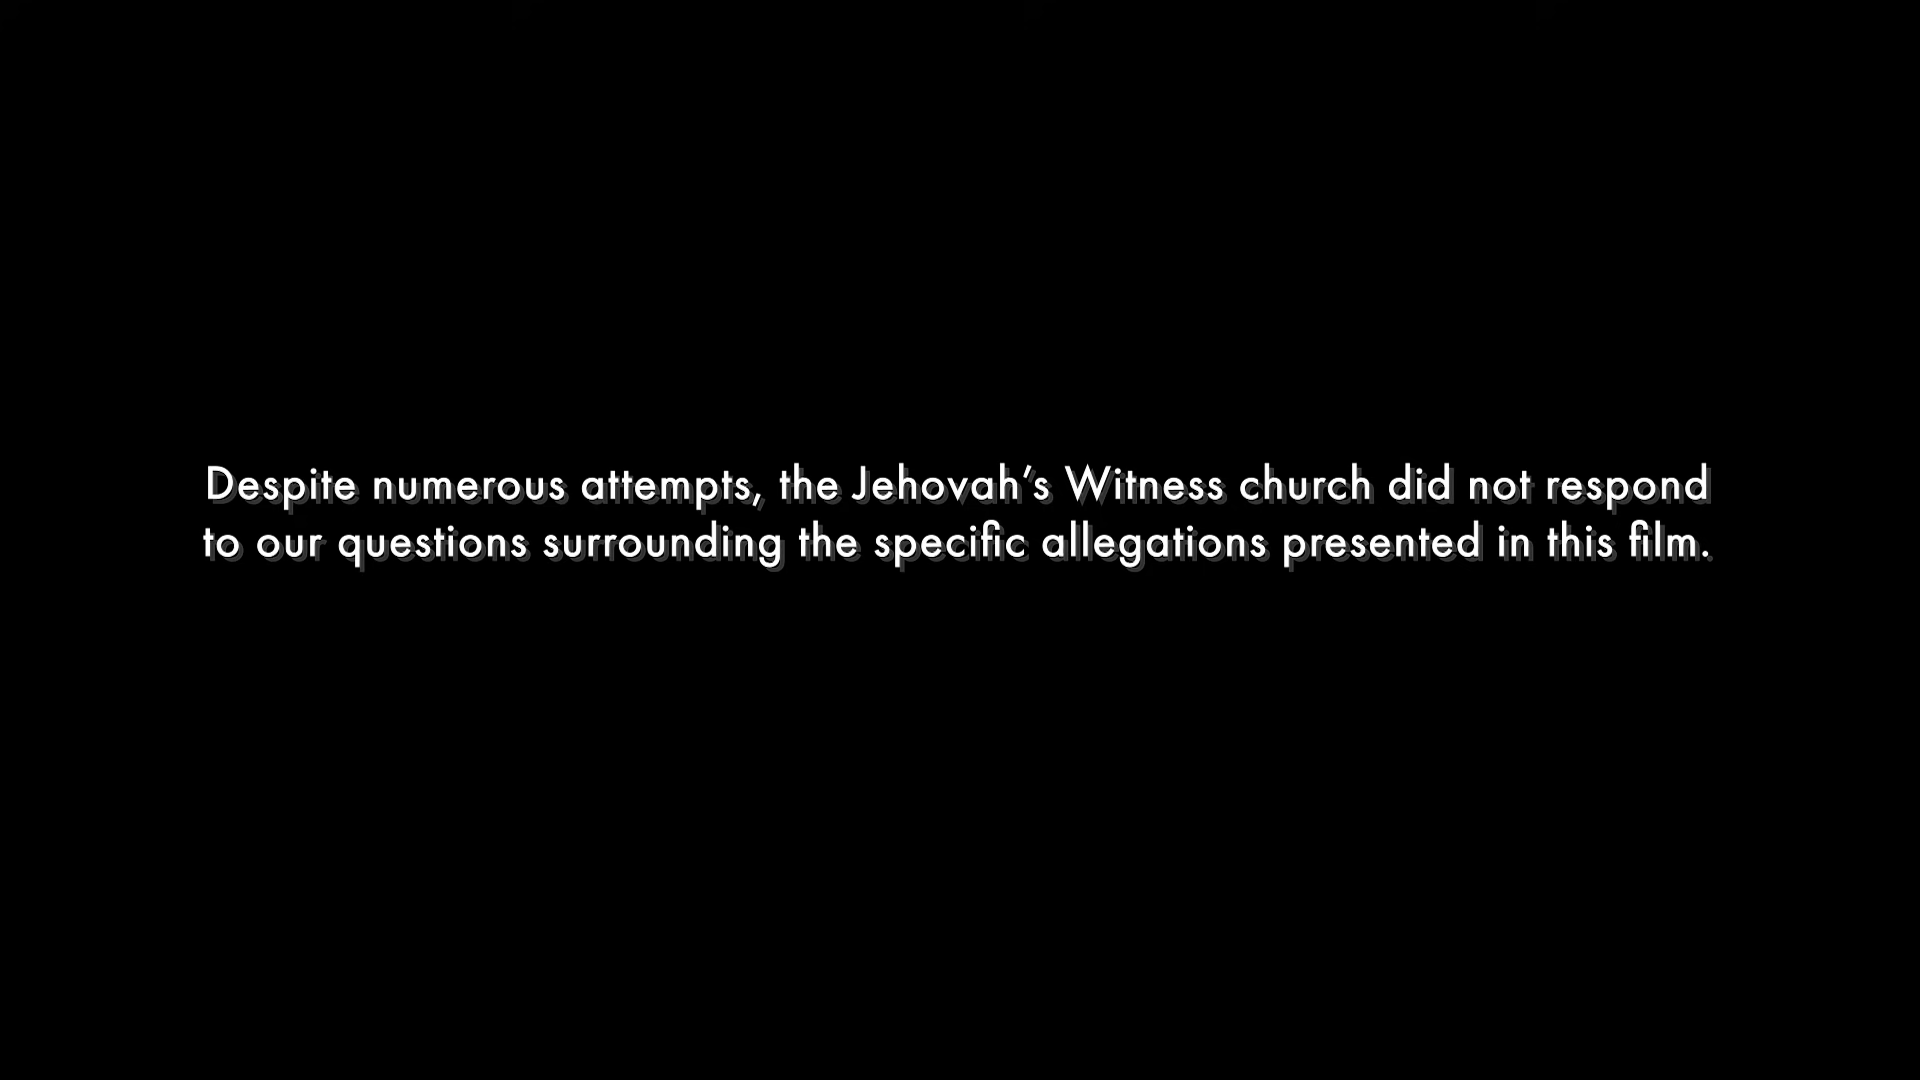 Despite numerous attempts, the Jehovah’s Witness church did not respond
to our questions surrounding the specific allegations presented in this film.